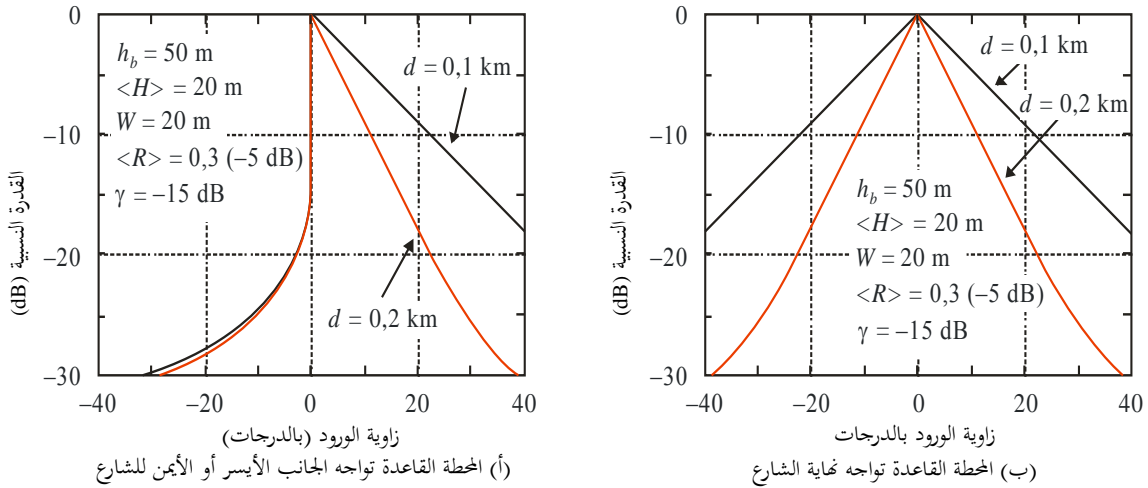 0
−10
−20
−30
−40
−20
0
20
40
h_b = 50 m
<H> = 20 m
W = 20 m
<R> = 0,3 (−5 dB)
γ = −15 dB
d = 0,1 km
d = 0,2 km
القدرة النسبية (dB)
زاوية الورود (بالدرجات)
(أ) المحطة القاعدة تواجه الجانب الأيسر أو الأيمن للشارع
0
−10
−20
−30
−40
−20
0
20
40
d = 0,1 km
d = 0,2 km
h_b = 50 m
<H> = 20 m
W = 20 m
<R> = 0,3 (−5 dB)
γ = −15 dB
القدرة النسبية (dB)
زاوية الورود بالدرجات
(ب) المحطة القاعدة تواجه نهاية الشارع